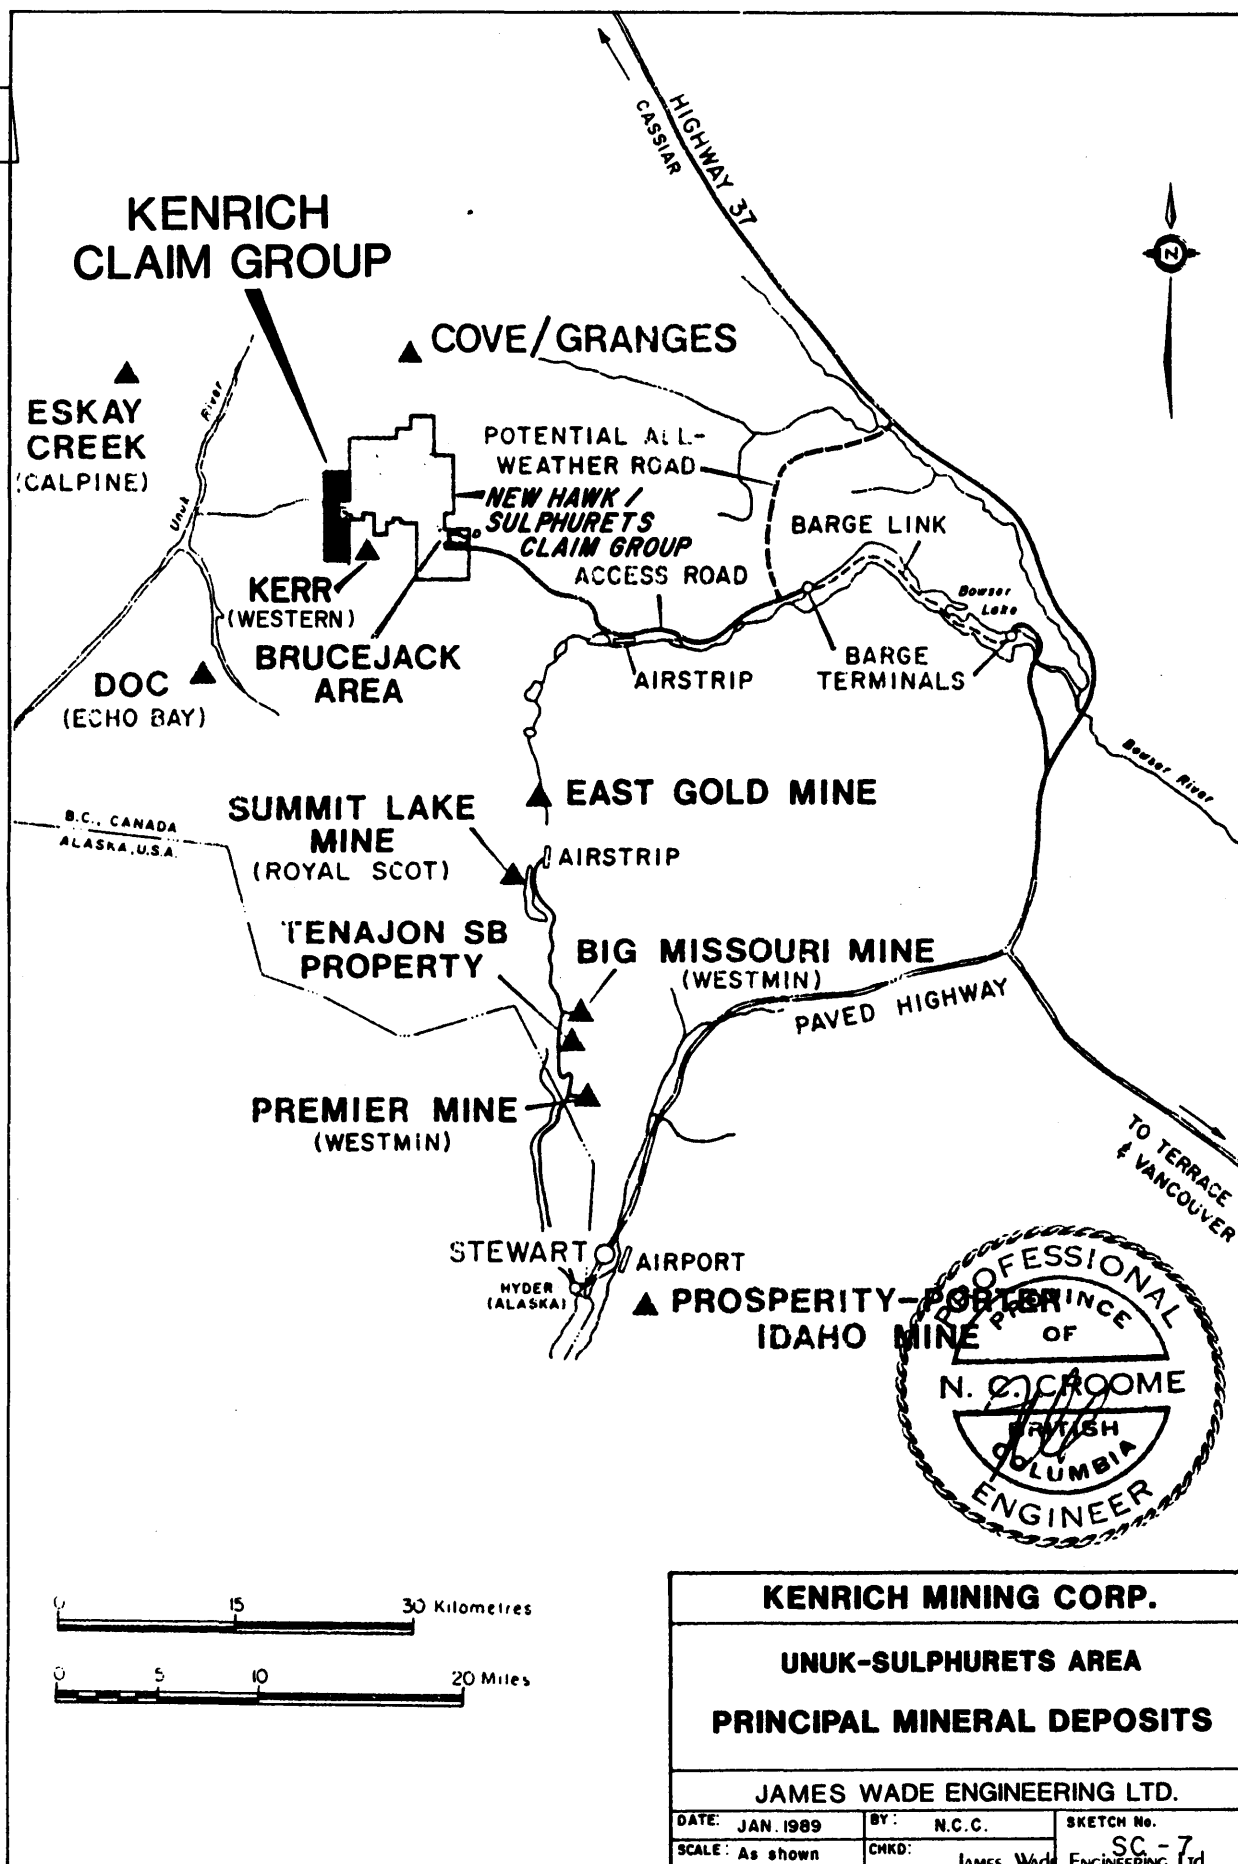 HIGHWAY 37
CASSIAR
N
KENRICH
CLAIM GROUP
COVE/GRANGES
ESKAY
CREEK
(CALPINE)
River
Unuk
POTENTIAL ALL-
WEATHER ROAD
NEW HAWK /
SULPHURETS
CLAIM GROUP
BARGE LINK
ACCESS ROAD
Bowser
Lake
KERR
(WESTERN)
BRUCEJACK
AREA
AIRSTRIP
BARGE
TERMINALS
DOC
(ECHO BAY)
Bowser River
EAST GOLD MINE
SUMMIT LAKE
MINE
(ROYAL SCOT)
B.C., CANADA
ALASKA, U.S.A.
AIRSTRIP
TENAJON SB
PROPERTY
BIG MISSOURI MINE
(WESTMIN)
PAVED HIGHWAY
PREMIER MINE
(WESTMIN)
TO TERRACE
& VANCOUVER
STEWART
AIRPORT
HYDER
(ALASKA)
PROSPERITY-PORTER
IDAHO MINE
PROFESSIONAL
PROVINCE
OF
N. C. CROOME
BRITISH
COLUMBIA
ENGINEER
0 15 30 Kilometres
0 5 10 20 Miles
KENRICH MINING CORP.
UNUK-SULPHURETS AREA
PRINCIPAL MINERAL DEPOSITS
JAMES WADE ENGINEERING LTD.
DATE: JAN. 1989 BY: N.C.C. SKETCH No.
SC-7
SCALE: As shown CHKD: JAMES WADE ENGINEERING Ltd